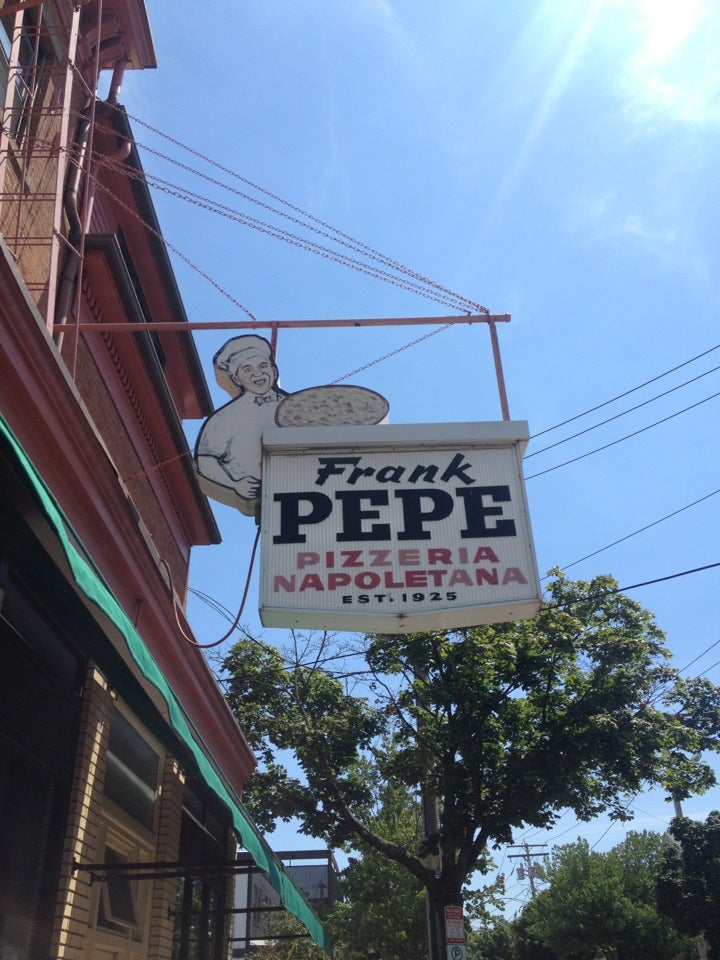 Frank
PEPE
PIZZERIA
NAPOLETANA
EST. 1925